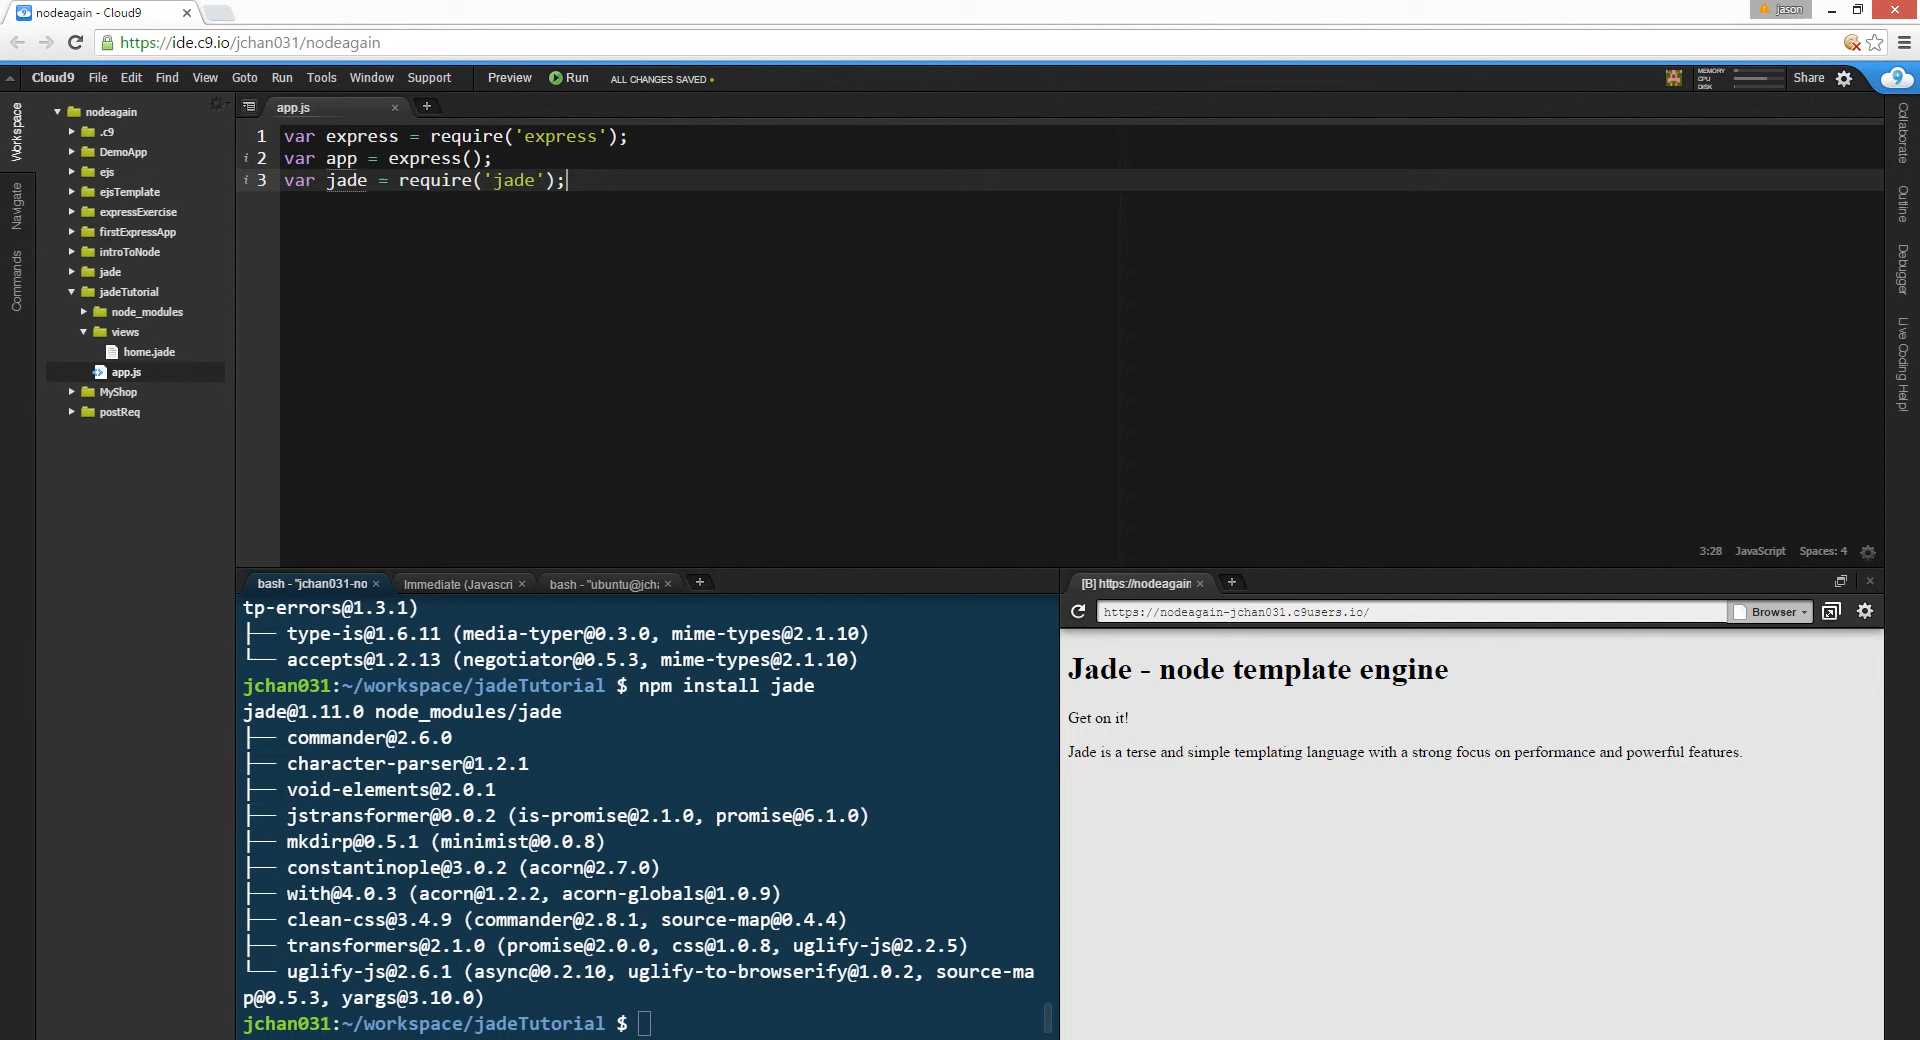 nodeagain - Cloud9
jason
https://ide.c9.io/jchan031/nodeagain
Cloud9 File Edit Find View Goto Run Tools Window Support Preview Run ALL CHANGES SAVED
MEMORY
CPU
DISK
Share
Workspace
Navigate
Commands
nodeagain
.c9
DemoApp
ejs
ejsTemplate
expressExercise
firstExpressApp
introToNode
jade
jadeTutorial
node_modules
views
home.jade
app.js
MyShop
postReq
app.js
1 var express = require('express');
i 2 var app = express();
i 3 var jade = require('jade');
3:28 JavaScript Spaces: 4
Collaborate
Outline
Debugger
Live Coding Help!
bash - "jchan031-no
Immediate (Javascri
bash - "ubuntu@jch
tp-errors@1.3.1)
├── type-is@1.6.11 (media-typer@0.3.0, mime-types@2.1.10)
└── accepts@1.2.13 (negotiator@0.5.3, mime-types@2.1.10)
jchan031:~/workspace/jadeTutorial $ npm install jade
jade@1.11.0 node_modules/jade
├── commander@2.6.0
├── character-parser@1.2.1
├── void-elements@2.0.1
├── jstransformer@0.0.2 (is-promise@2.1.0, promise@6.1.0)
├── mkdirp@0.5.1 (minimist@0.0.8)
├── constantinople@3.0.2 (acorn@2.7.0)
├── with@4.0.3 (acorn@1.2.2, acorn-globals@1.0.9)
├── clean-css@3.4.9 (commander@2.8.1, source-map@0.4.4)
├── transformers@2.1.0 (promise@2.0.0, css@1.0.8, uglify-js@2.2.5)
└── uglify-js@2.6.1 (async@0.2.10, uglify-to-browserify@1.0.2, source-ma
p@0.5.3, yargs@3.10.0)
jchan031:~/workspace/jadeTutorial $
[B] https://nodeagain
https://nodeagain-jchan031.c9users.io/
Browser
Jade - node template engine
Get on it!
Jade is a terse and simple templating language with a strong focus on performance and powerful features.